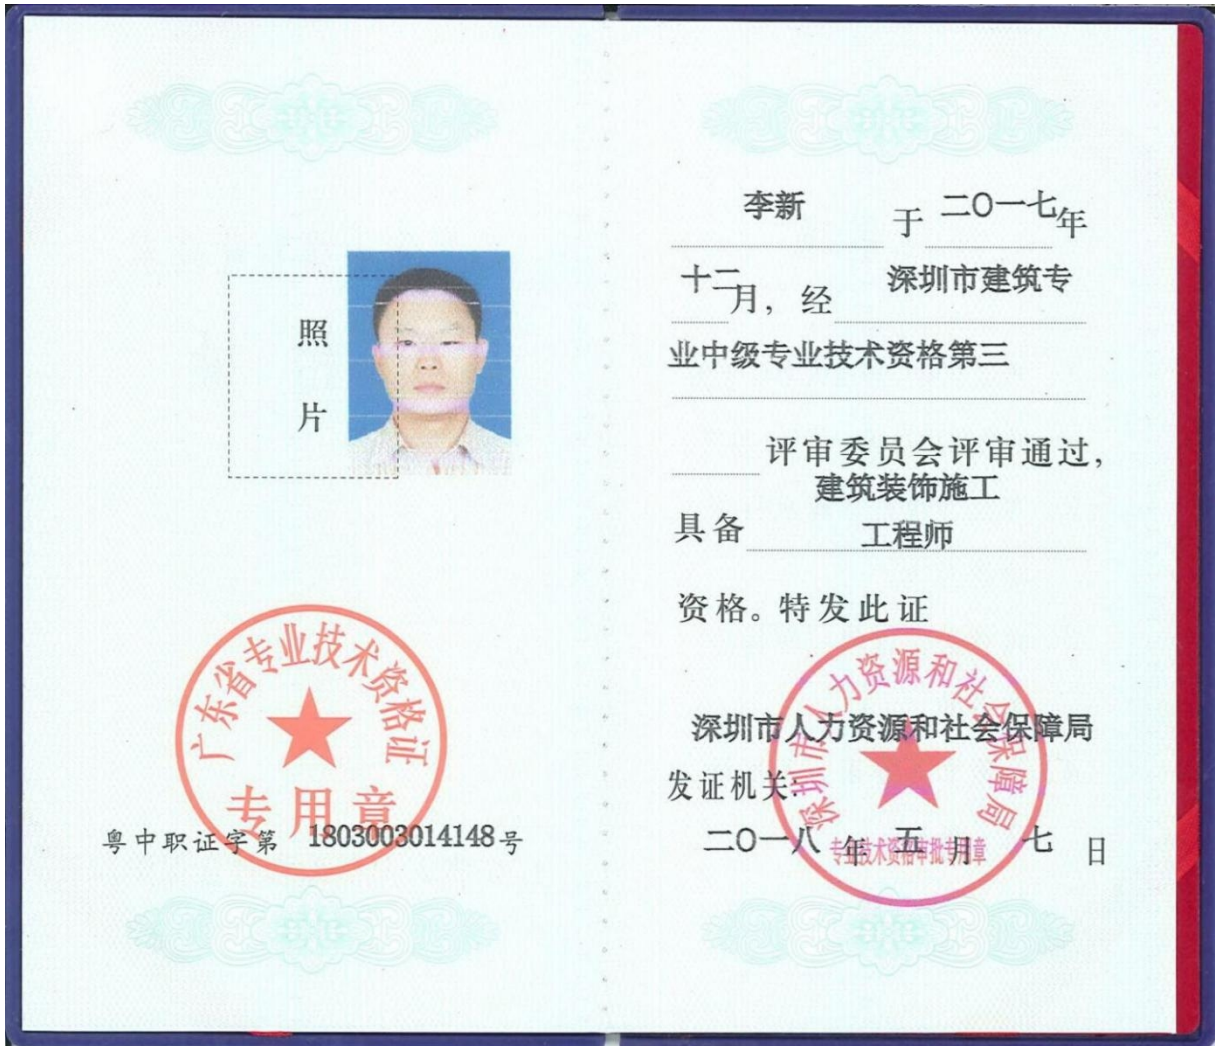 照
片
广东省专业技术资格证
专用章
粤中职证字第 1803003014148号
李新 于 二〇一七年
十二月，经 深圳市建筑专
业中级专业技术资格第三
评审委员会评审通过，
建筑装饰施工
具备 工程师
资格。特发此证
深圳市人力资源和社会保障局
深圳市人力资源和社会保障局
发证机关:
二〇一八 年 五 月 七 日
专业技术资格审批专用章